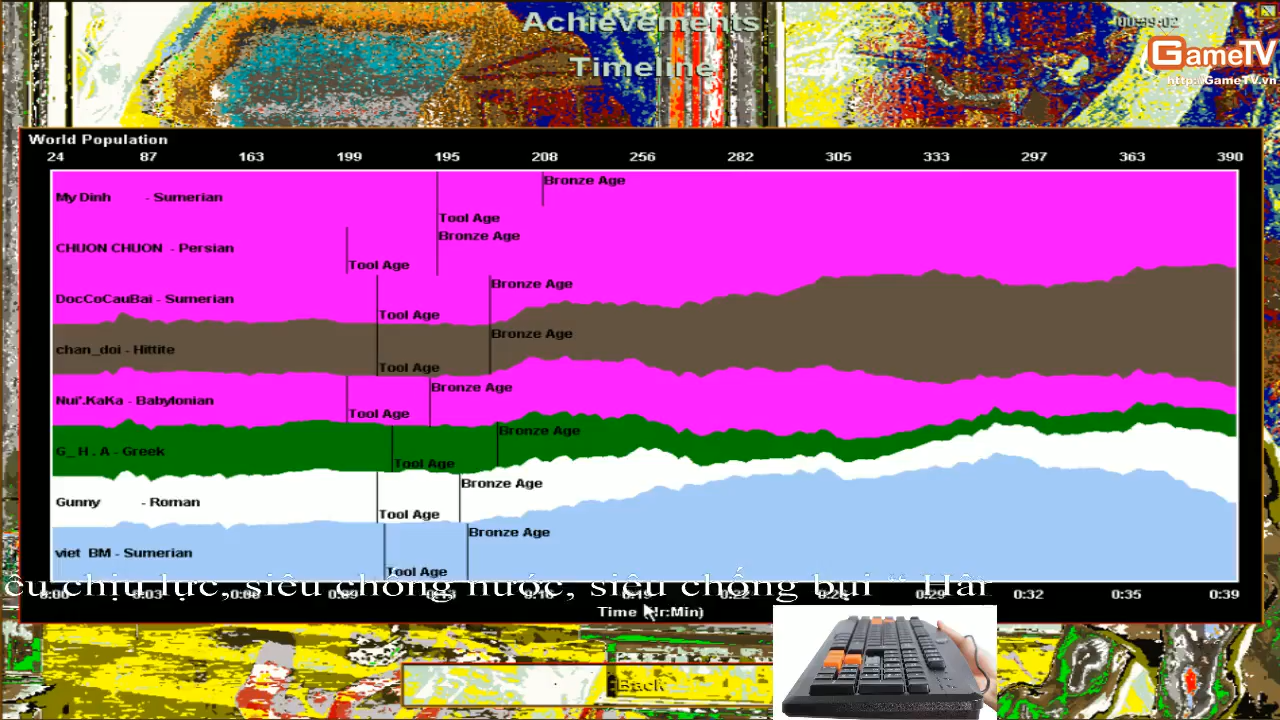 Achievements
00:39:02
Timeline
GameTV
http://GameTV.vn
World Population
24 87 163 199 195 208 256 282 305 333 297 363 390
Bronze Age
My Dinh - Sumerian
Tool Age
Bronze Age
CHUON CHUON - Persian
Tool Age
Bronze Age
DocCoCauBai - Sumerian
Tool Age
Bronze Age
chan_doi - Hittite
Tool Age
Bronze Age
Nui'.KaKa - Babylonian
Tool Age
Bronze Age
G_ H . A - Greek
Tool Age
Bronze Age
Gunny - Roman
Tool Age
Bronze Age
viet BM - Sumerian
Tool Age
chịu lực, siêu chống nước, siêu chống bụi “
0:00 0:03 0:09 0:16 0:22 0:29 0:32 0:35 0:39
Time (Hr:Min)
Back